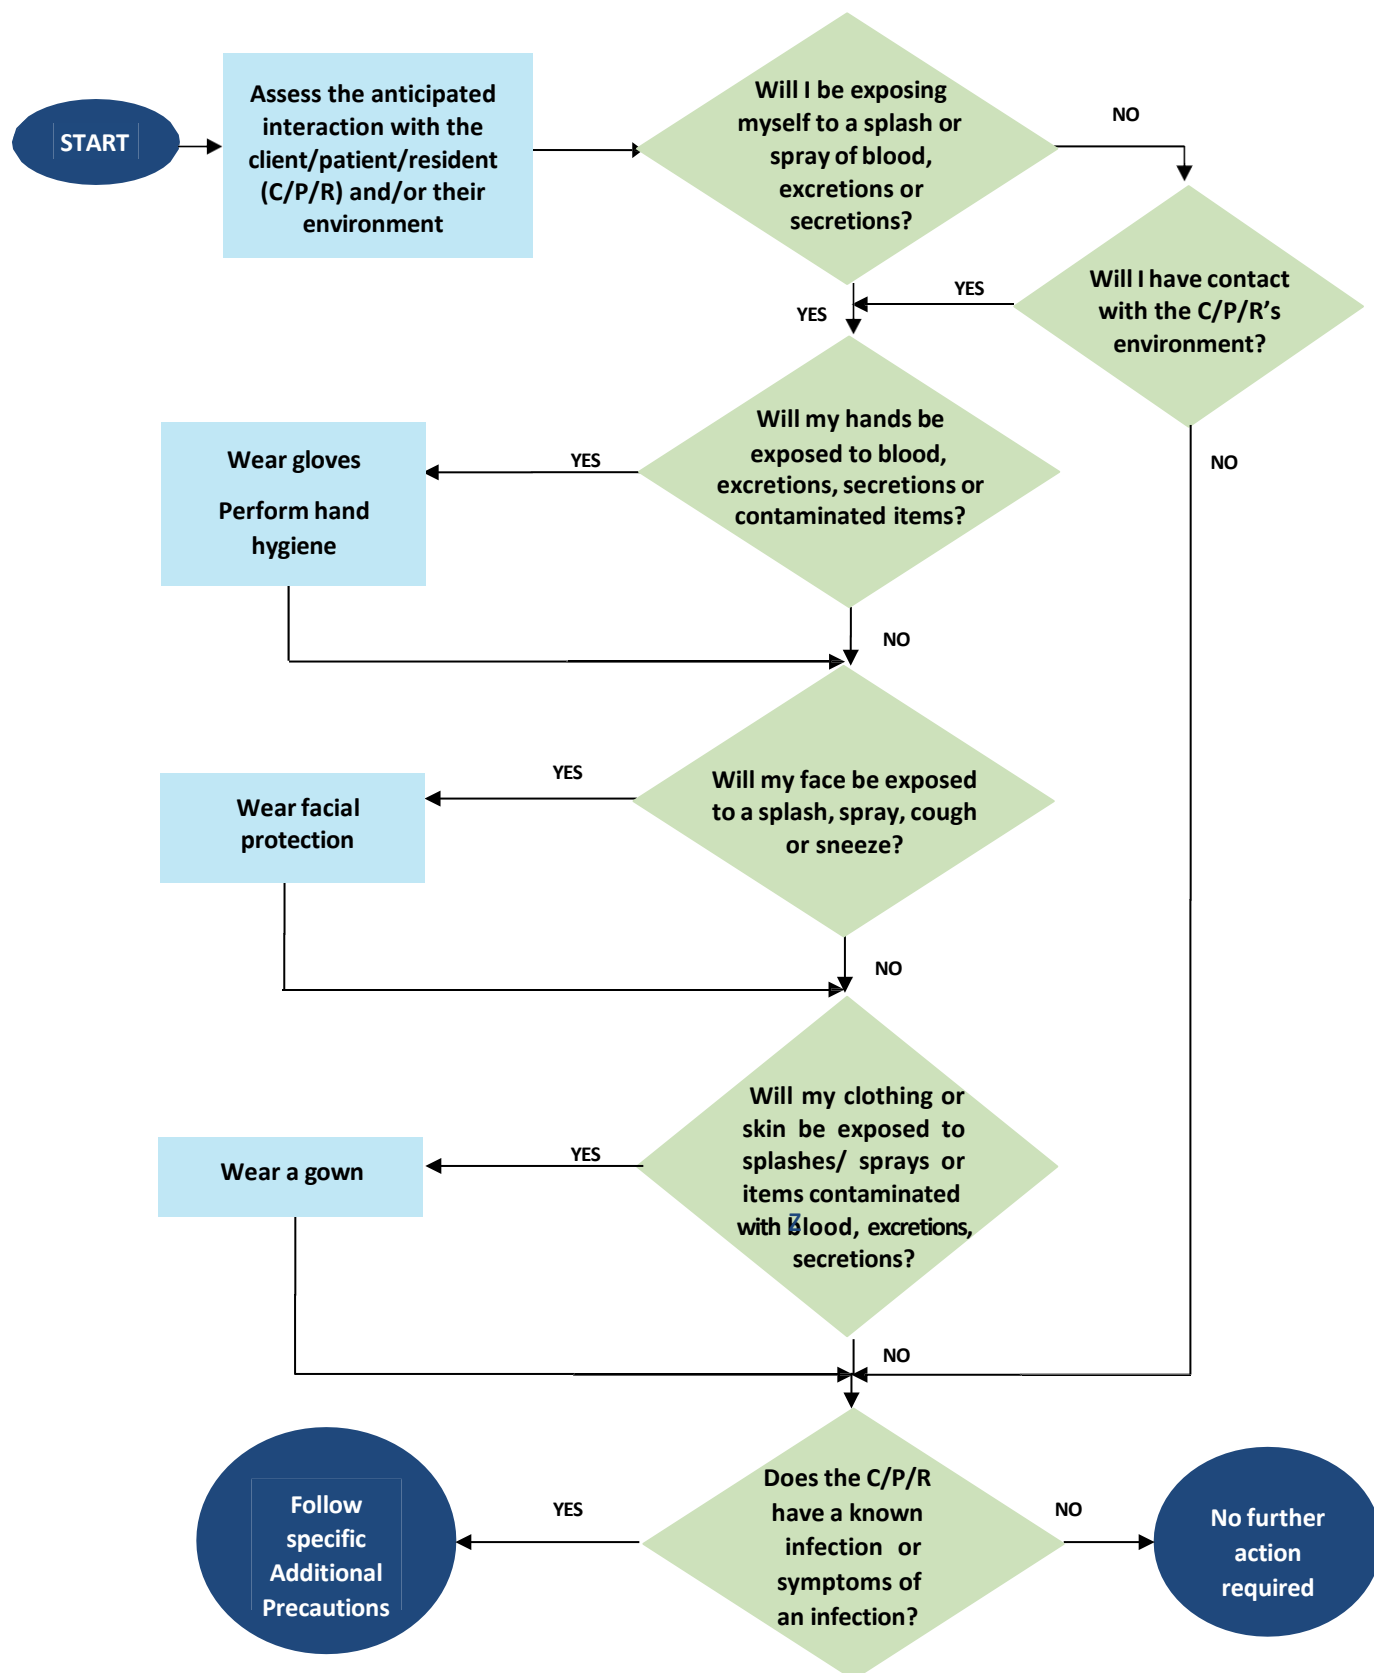 START
Assess the anticipated
interaction with the
client/patient/resident
(C/P/R) and/or their
environment
Will I be exposing
myself to a splash or
spray of blood,
excretions or
secretions?
NO
Will I have contact
with the C/P/R’s
environment?
YES
YES
NO
Will my hands be
exposed to blood,
excretions, secretions or
contaminated items?
YES
Wear gloves
Perform hand
hygiene
NO
Will my face be exposed
to a splash, spray, cough
or sneeze?
YES
Wear facial
protection
NO
Will my clothing or
skin be exposed to
splashes/ sprays or
items contaminated
with blood, excretions,
secretions?
7
YES
Wear a gown
NO
Does the C/P/R
have a known
infection or
symptoms of
an infection?
YES
Follow
specific
Additional
Precautions
NO
No further
action
required